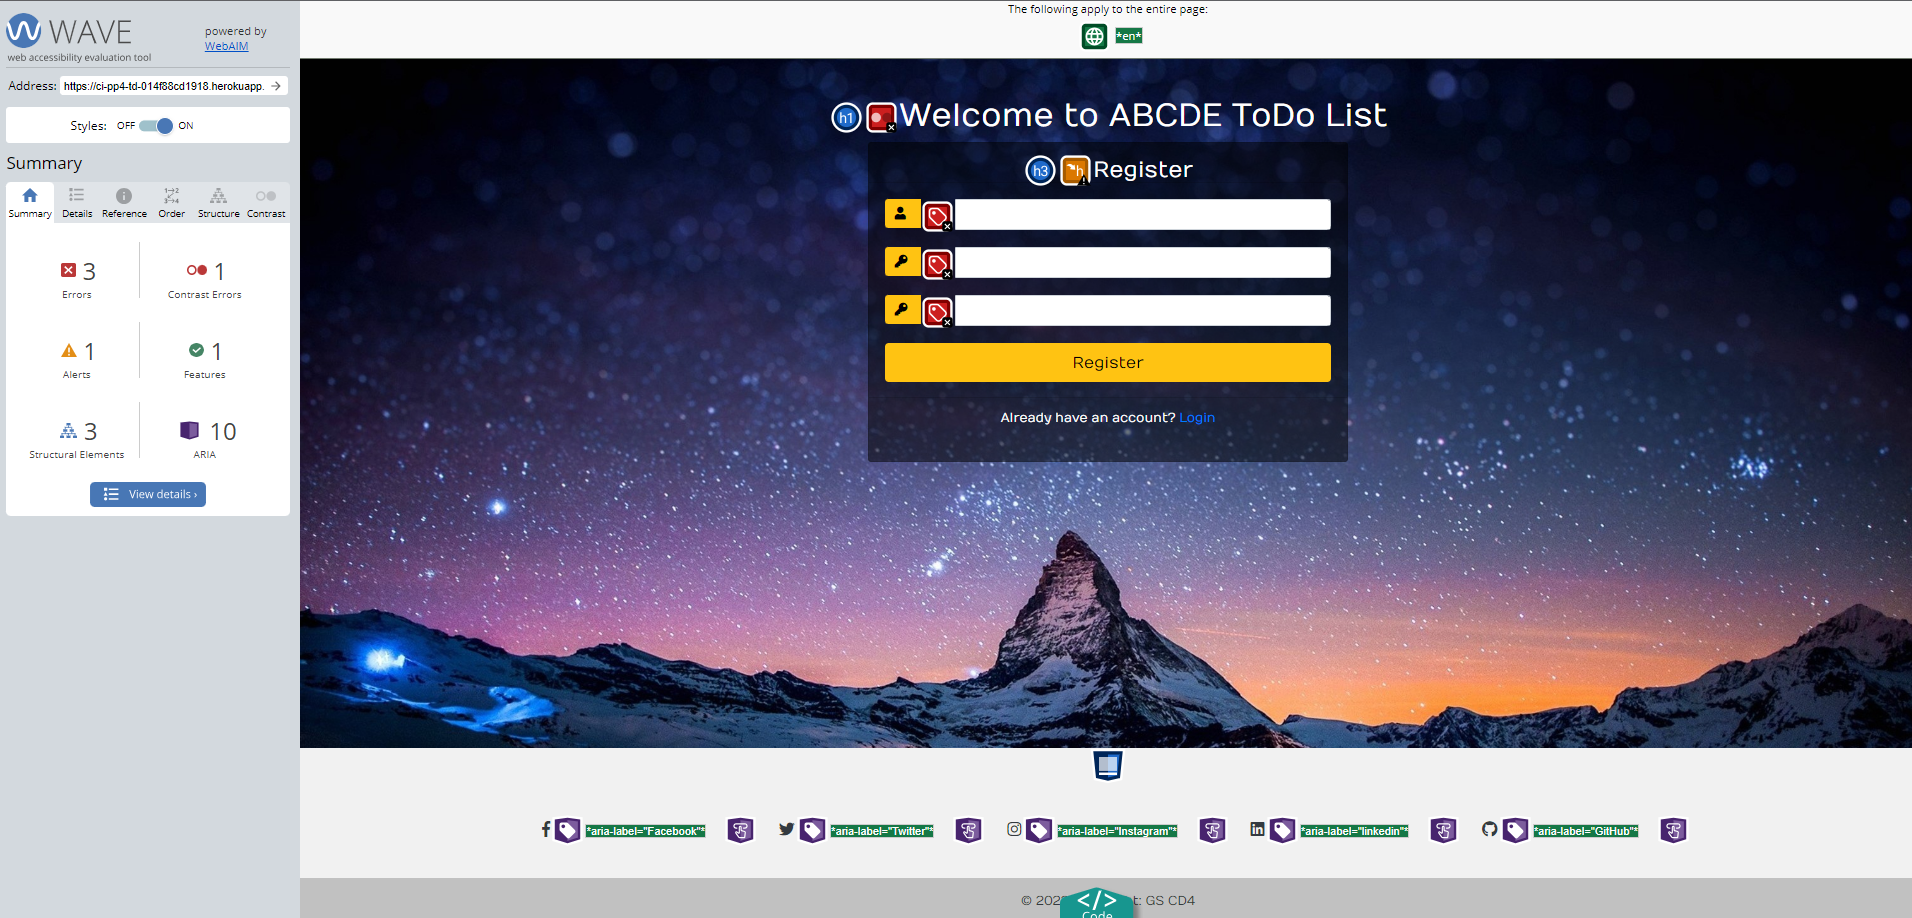 WAVE
web accessibility evaluation tool
powered by
WebAIM
Address: https://ci-pp4-td-014f88cd1918.herokuapp.
Styles: OFF ON
Summary
Summary Details Reference Order Structure Contrast
3 1
Errors Contrast Errors
1 1
Alerts Features
3 10
Structural Elements ARIA
View details ›
The following apply to the entire page:
*en*
h1 Welcome to ABCDE ToDo List
h3 h Register
Register
Already have an account? Login
*aria-label="Facebook"* *aria-label="Twitter"* *aria-label="Instagram"* *aria-label="linkedin"* *aria-label="GitHub"*
© GS CD4
</> Code